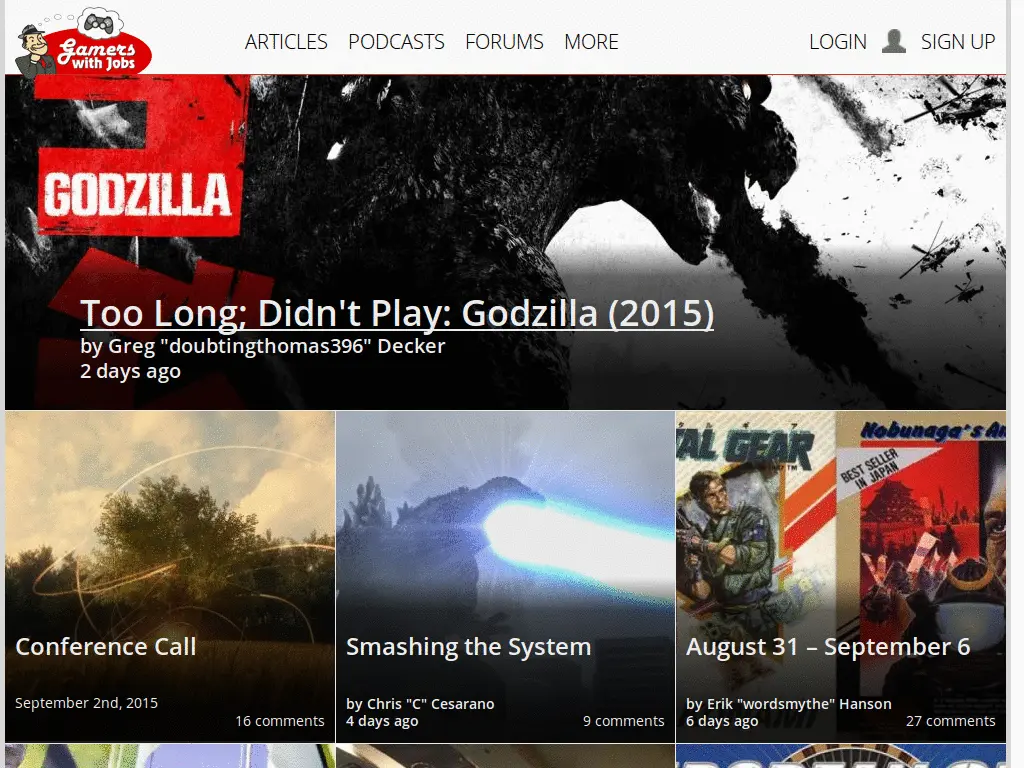 Gamers
with Jobs
ARTICLES PODCASTS FORUMS MORE
LOGIN SIGN UP
GODZILLA
Too Long; Didn't Play: Godzilla (2015)
by Greg "doubtingthomas396" Decker
2 days ago
Conference Call
September 2nd, 2015
16 comments
Smashing the System
by Chris "C" Cesarano
4 days ago
9 comments
TAL GEAR
Nobunaga's A
BEST SELLER
IN JAPAN
August 31 – September 6
by Erik "wordsmythe" Hanson
6 days ago
27 comments